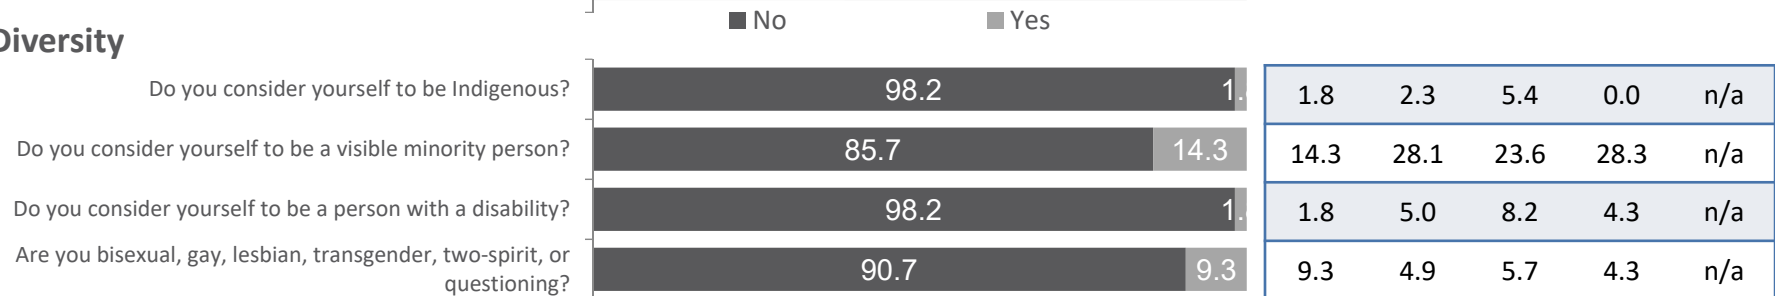 No Yes
Diversity
Do you consider yourself to be Indigenous? 98.2 1. 1.8 2.3 5.4 0.0 n/a
Do you consider yourself to be a visible minority person? 85.7 14.3 14.3 28.1 23.6 28.3 n/a
Do you consider yourself to be a person with a disability? 98.2 1. 1.8 5.0 8.2 4.3 n/a
Are you bisexual, gay, lesbian, transgender, two-spirit, or
questioning? 90.7 9.3 9.3 4.9 5.7 4.3 n/a